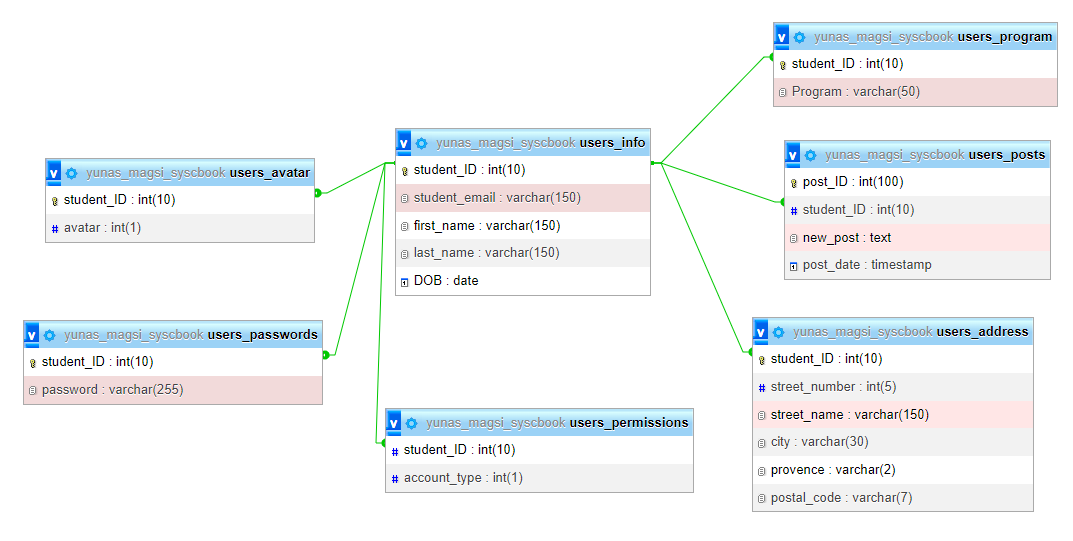 yunas_magsi_syscbook users_program
student_ID : int(10)
Program : varchar(50)
yunas_magsi_syscbook users_info
student_ID : int(10)
student_email : varchar(150)
first_name : varchar(150)
last_name : varchar(150)
DOB : date
yunas_magsi_syscbook users_posts
post_ID : int(100)
student_ID : int(10)
new_post : text
post_date : timestamp
yunas_magsi_syscbook users_avatar
student_ID : int(10)
avatar : int(1)
yunas_magsi_syscbook users_passwords
student_ID : int(10)
password : varchar(255)
yunas_magsi_syscbook users_address
student_ID : int(10)
street_number : int(5)
street_name : varchar(150)
city : varchar(30)
provence : varchar(2)
postal_code : varchar(7)
yunas_magsi_syscbook users_permissions
student_ID : int(10)
account_type : int(1)